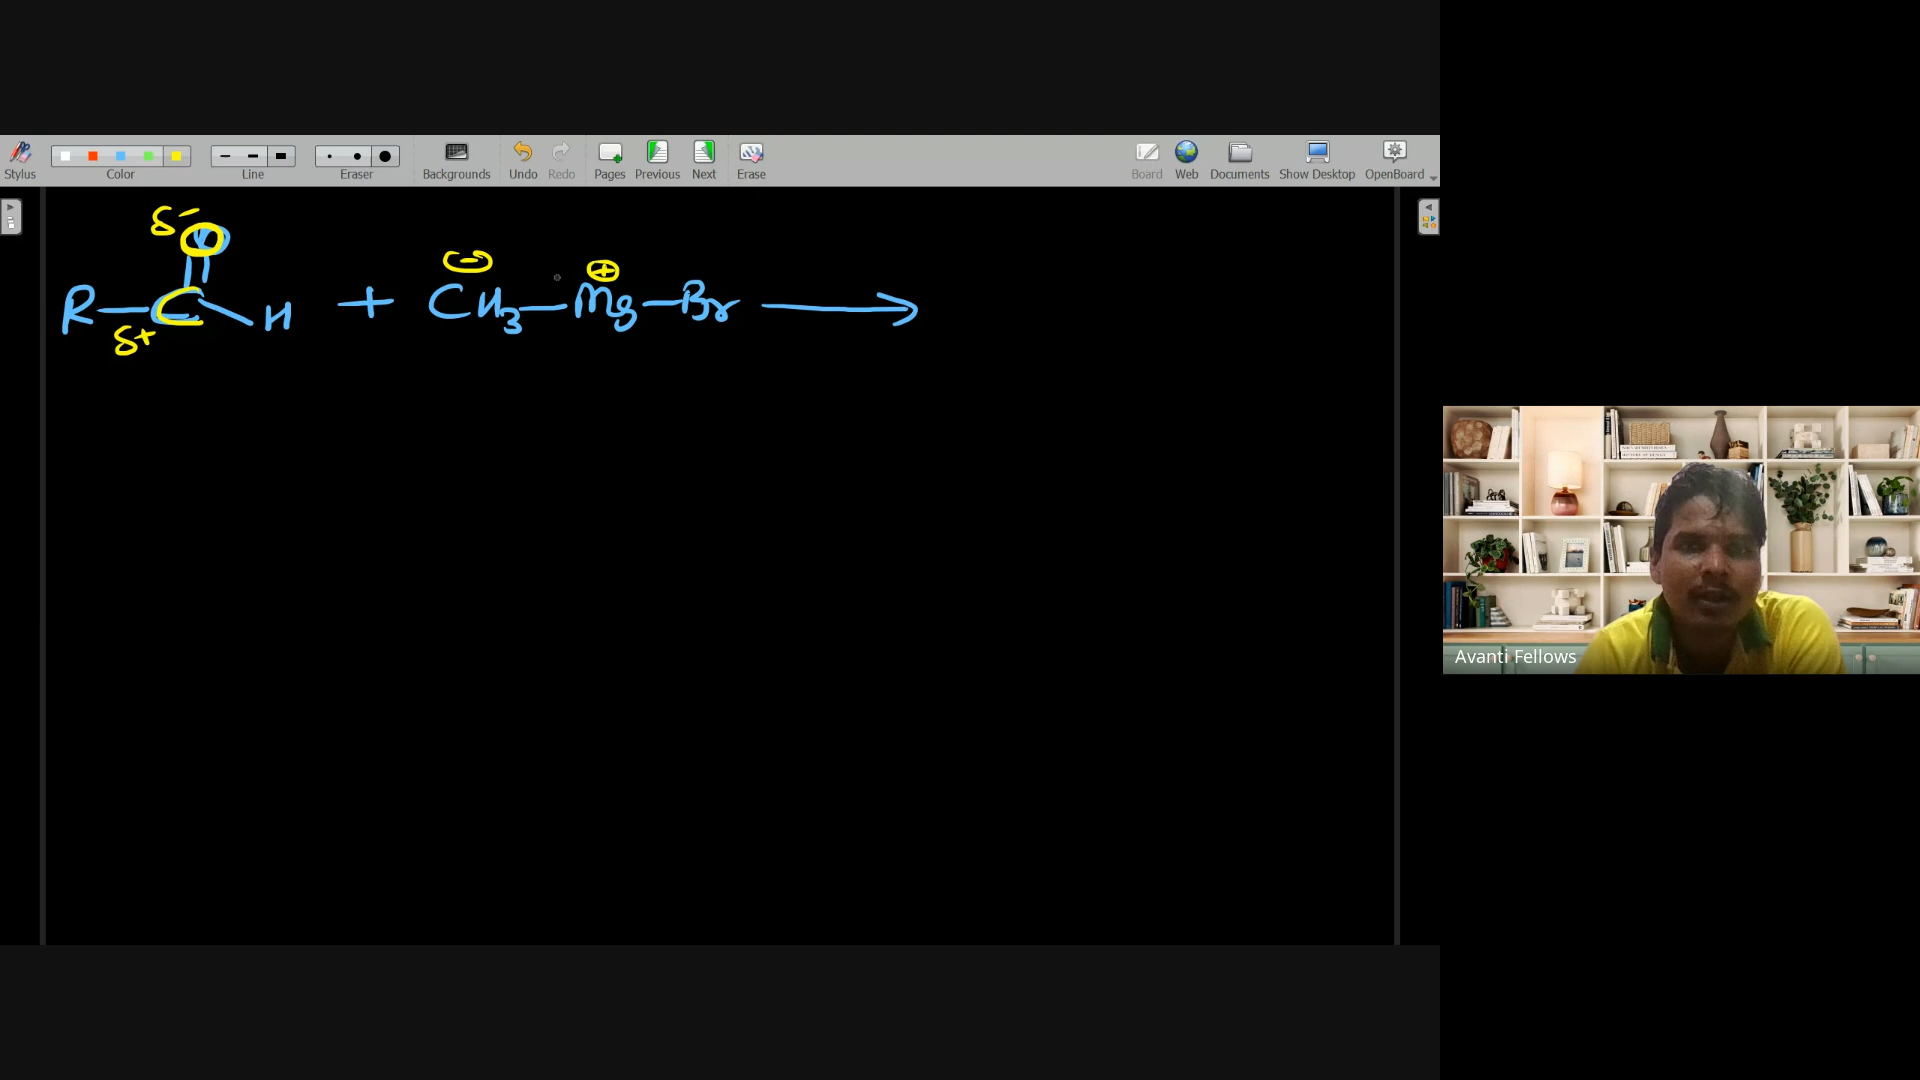 Stylus Color Line Eraser Backgrounds Undo Redo Pages Previous Next Erase Board Web Documents Show Desktop OpenBoard
δ-
O
⊖ ⊕
R—C—H + CH₃—Mg—Br ⟶
δ+
Avanti Fellows